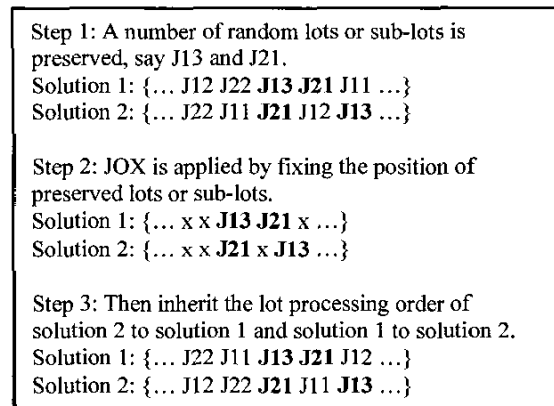 Step 1: A number of random lots or sub-lots is
preserved, say J13 and J21.
Solution 1: {... J12 J22 J13 J21 J11 ...}
Solution 2: {... J22 J11 J21 J12 J13 ...}
Step 2: JOX is applied by fixing the position of
preserved lots or sub-lots.
Solution 1: {... x x J13 J21 x ...}
Solution 2: {... x x J21 x J13 ...}
Step 3: Then inherit the lot processing order of
solution 2 to solution 1 and solution 1 to solution 2.
Solution 1: {... J22 J11 J13 J21 J12 ...}
Solution 2: {... J12 J22 J21 J11 J13 ...}